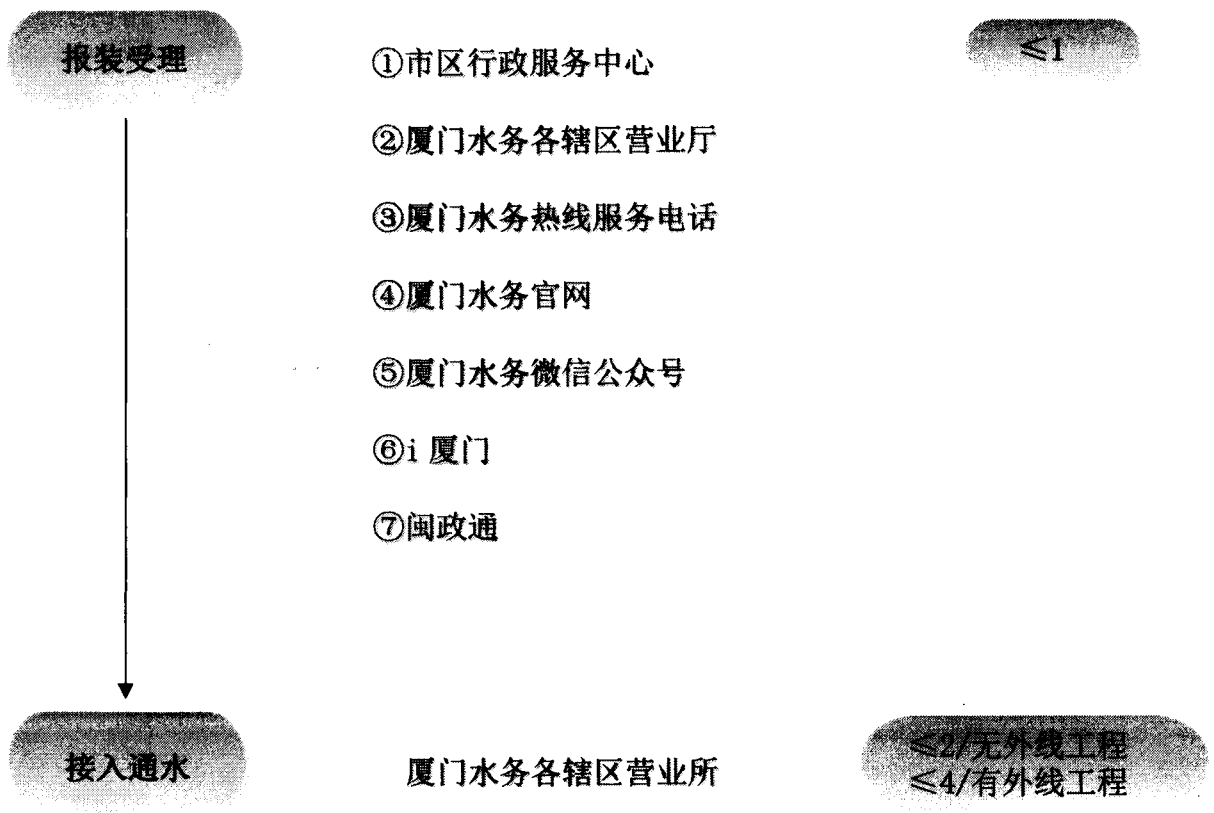 报装受理
①市区行政服务中心
≤1
②厦门水务各辖区营业厅
③厦门水务热线服务电话
④厦门水务官网
⑤厦门水务微信公众号
⑥i 厦门
⑦闽政通
接入通水
厦门水务各辖区营业所
≤2/无外线工程
≤4/有外线工程